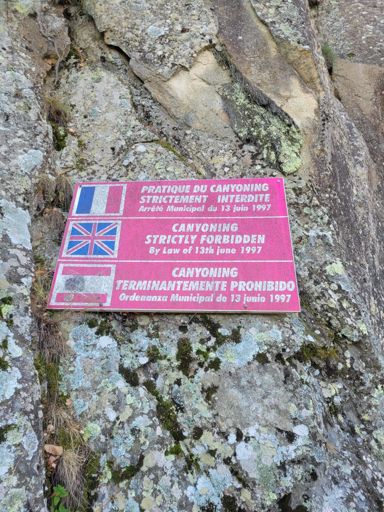 PRATIQUE DU CANYONING
STRICTEMENT INTERDITE
Arrêté Municipal du 13 juin 1997
CANYONING
STRICTLY FORBIDDEN
By Law of 13th june 1997
CANYONING
TERMINANTEMENTE PROHIBIDO
Ordenanza Municipal de 13 junio 1997